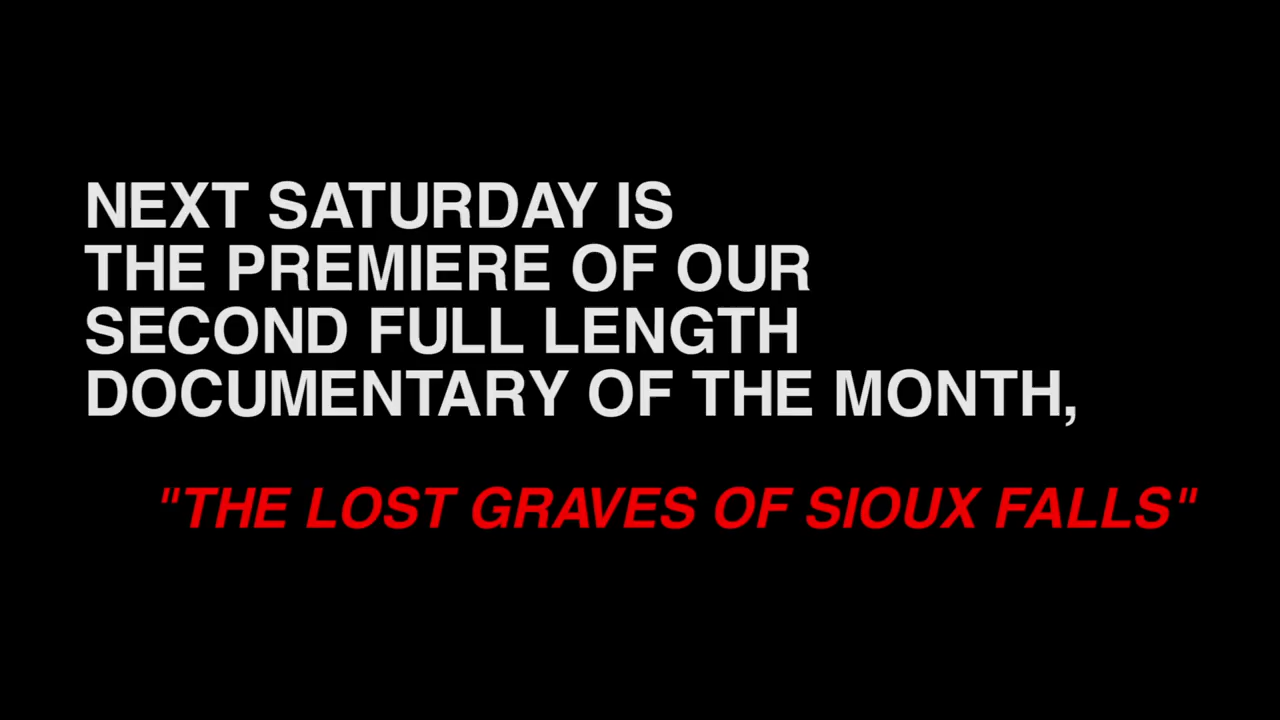 NEXT SATURDAY IS
THE PREMIERE OF OUR
SECOND FULL LENGTH
DOCUMENTARY OF THE MONTH,
"THE LOST GRAVES OF SIOUX FALLS"